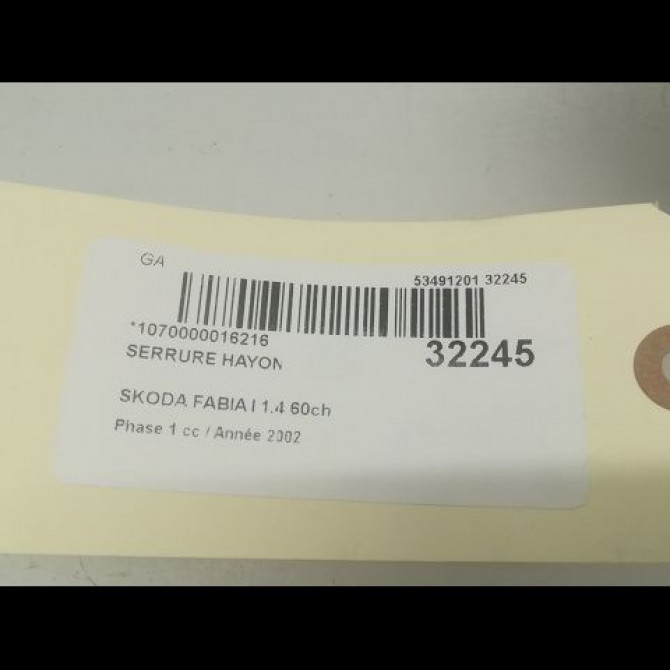 GA
53491201 32245
*1070000016216
32245
SERRURE HAYON
SKODA FABIA I 1.4 60ch
Phase 1 cc / Année 2002